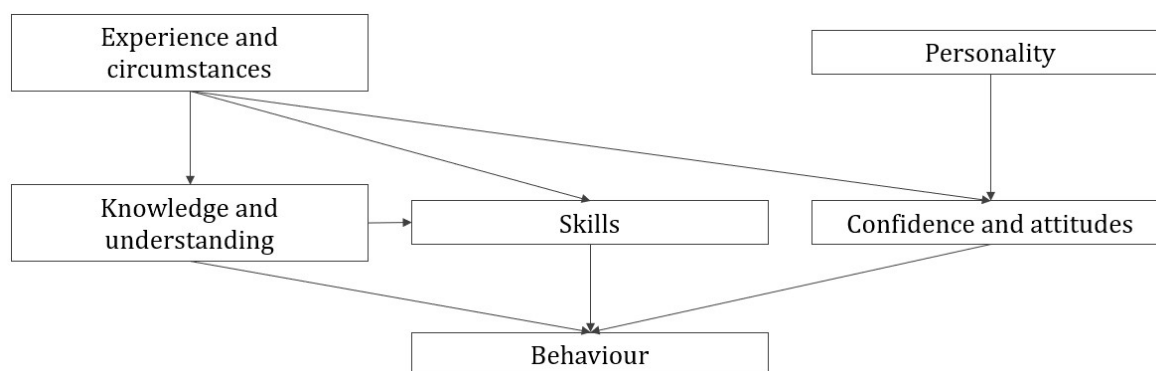 Experience and
circumstances
Personality
Knowledge and
understanding
Skills
Confidence and attitudes
Behaviour